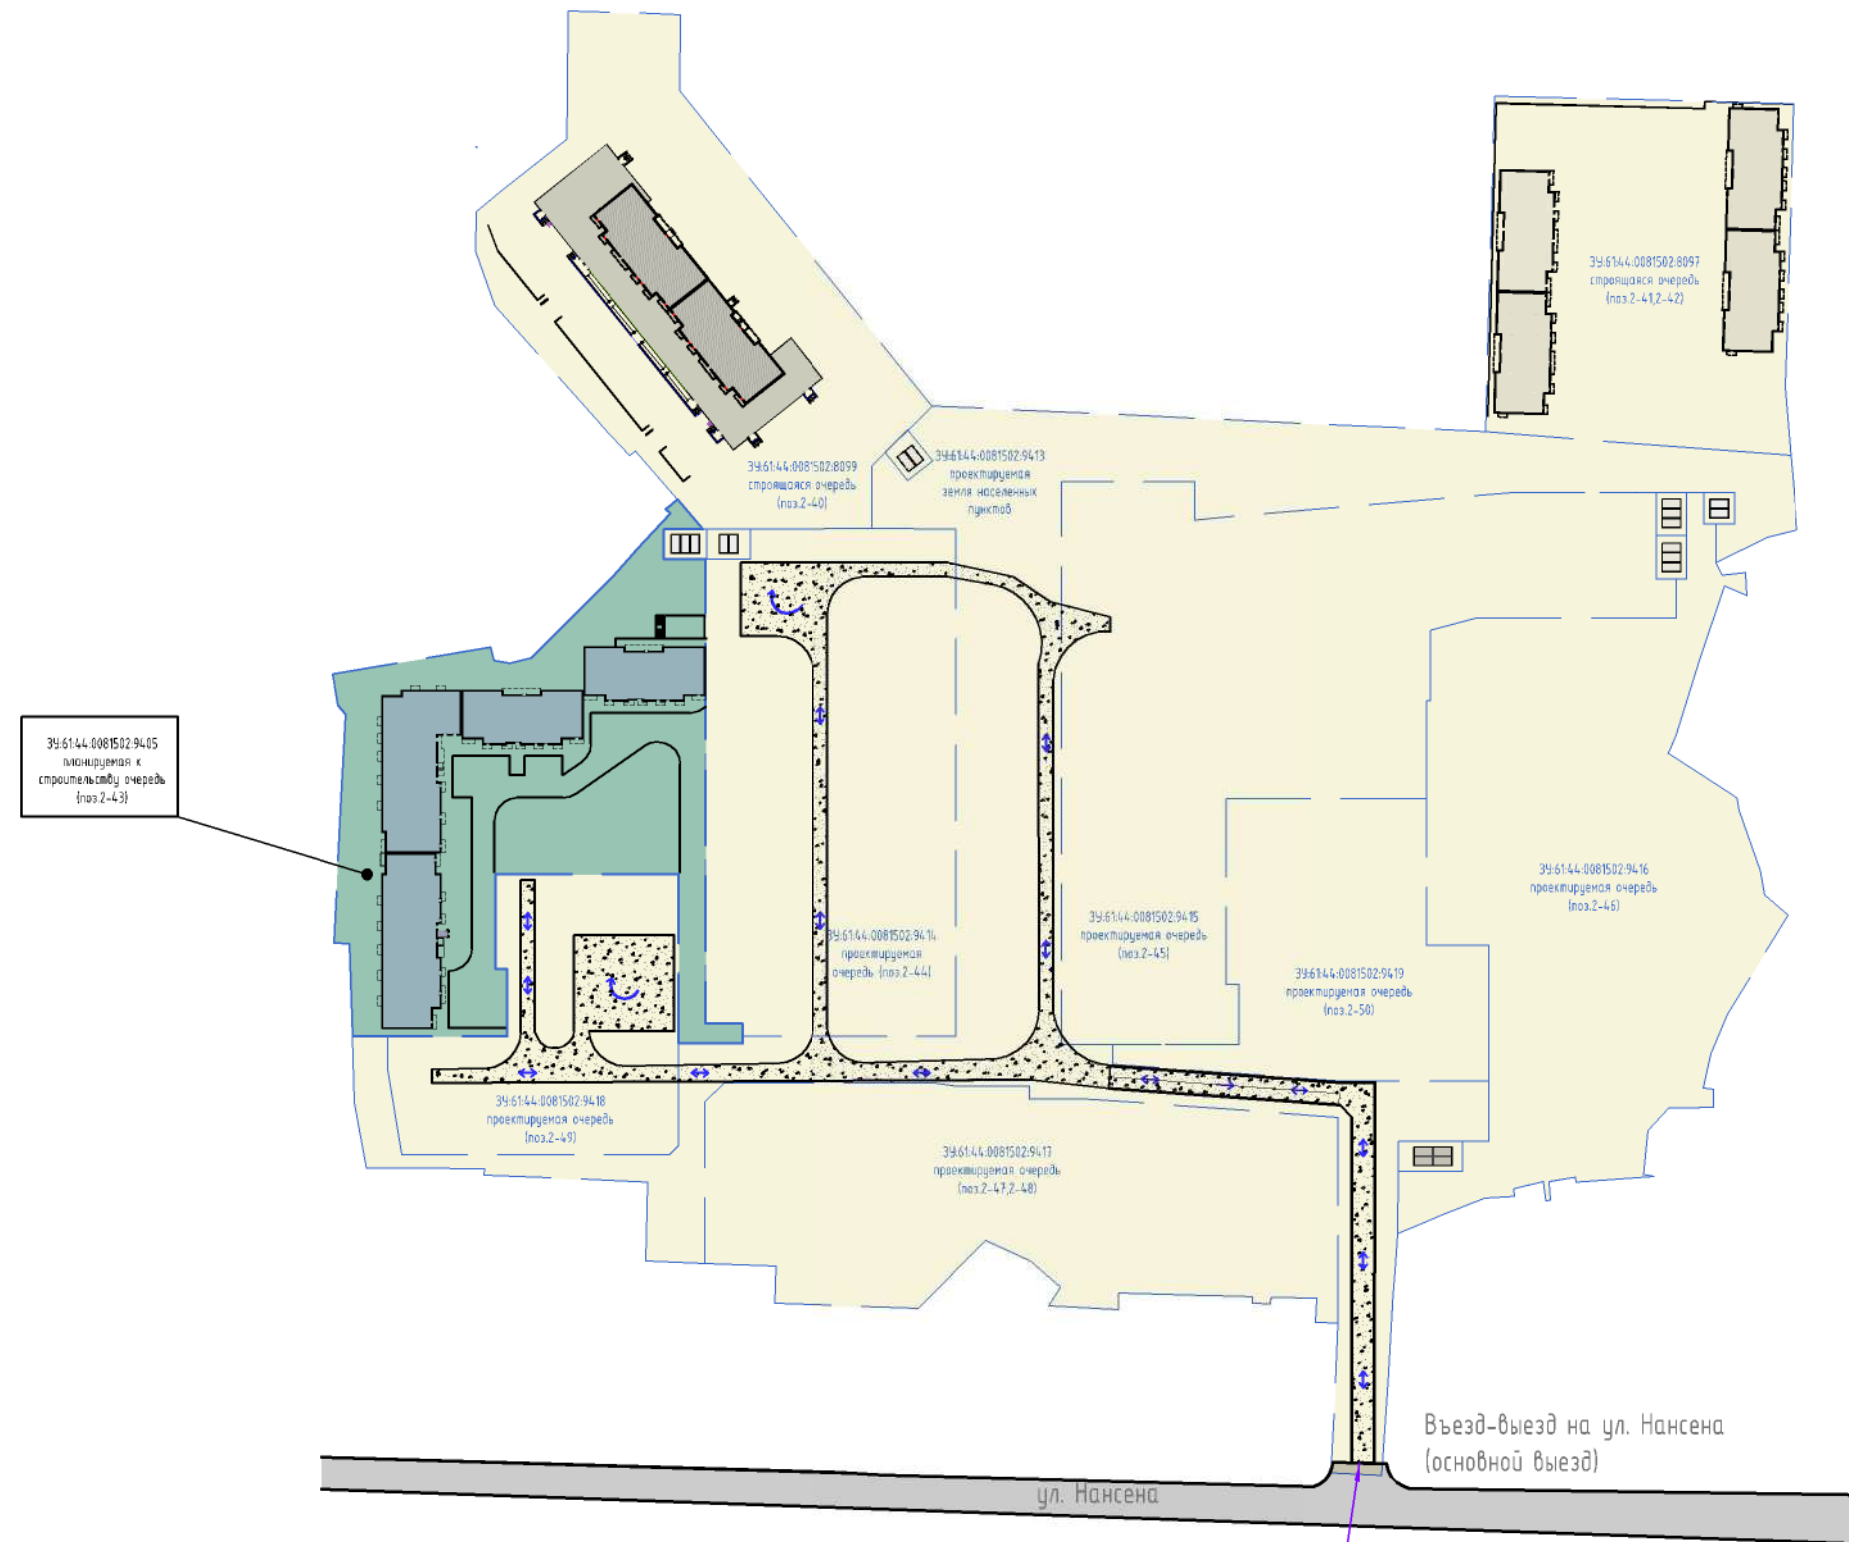 ЗУ:61:44:0081502:8097
строящаяся очередь
(поз.2-41,2-42)
ЗУ:61:44:0081502:8099
строящаяся очередь
(поз.2-40)
ЗУ:61:44:0081502:9413
проектируемая
земля населенных
пунктов
ЗУ:61:44:0081502:9405
планируемая к
строительству очередь
(поз.2-43)
ЗУ:61:44:0081502:9416
проектируемая очередь
(поз.2-46)
ЗУ:61:44:0081502:9414
проектируемая
очередь (поз.2-44)
ЗУ:61:44:0081502:9415
проектируемая очередь
(поз.2-45)
ЗУ:61:44:0081502:9419
проектируемая очередь
(поз.2-50)
ЗУ:61:44:0081502:9418
проектируемая очередь
(поз.2-49)
ЗУ:61:44:0081502:9417
проектируемая очередь
(поз.2-47,2-48)
Въезд-выезд на ул. Нансена
(основной выезд)
ул. Нансена